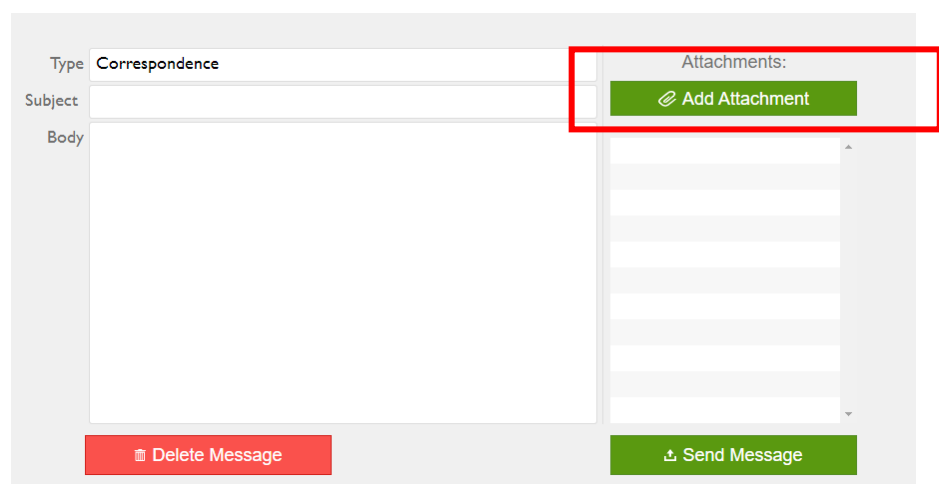 Type Correspondence
Attachments:
Subject
Add Attachment
Body
Delete Message
Send Message